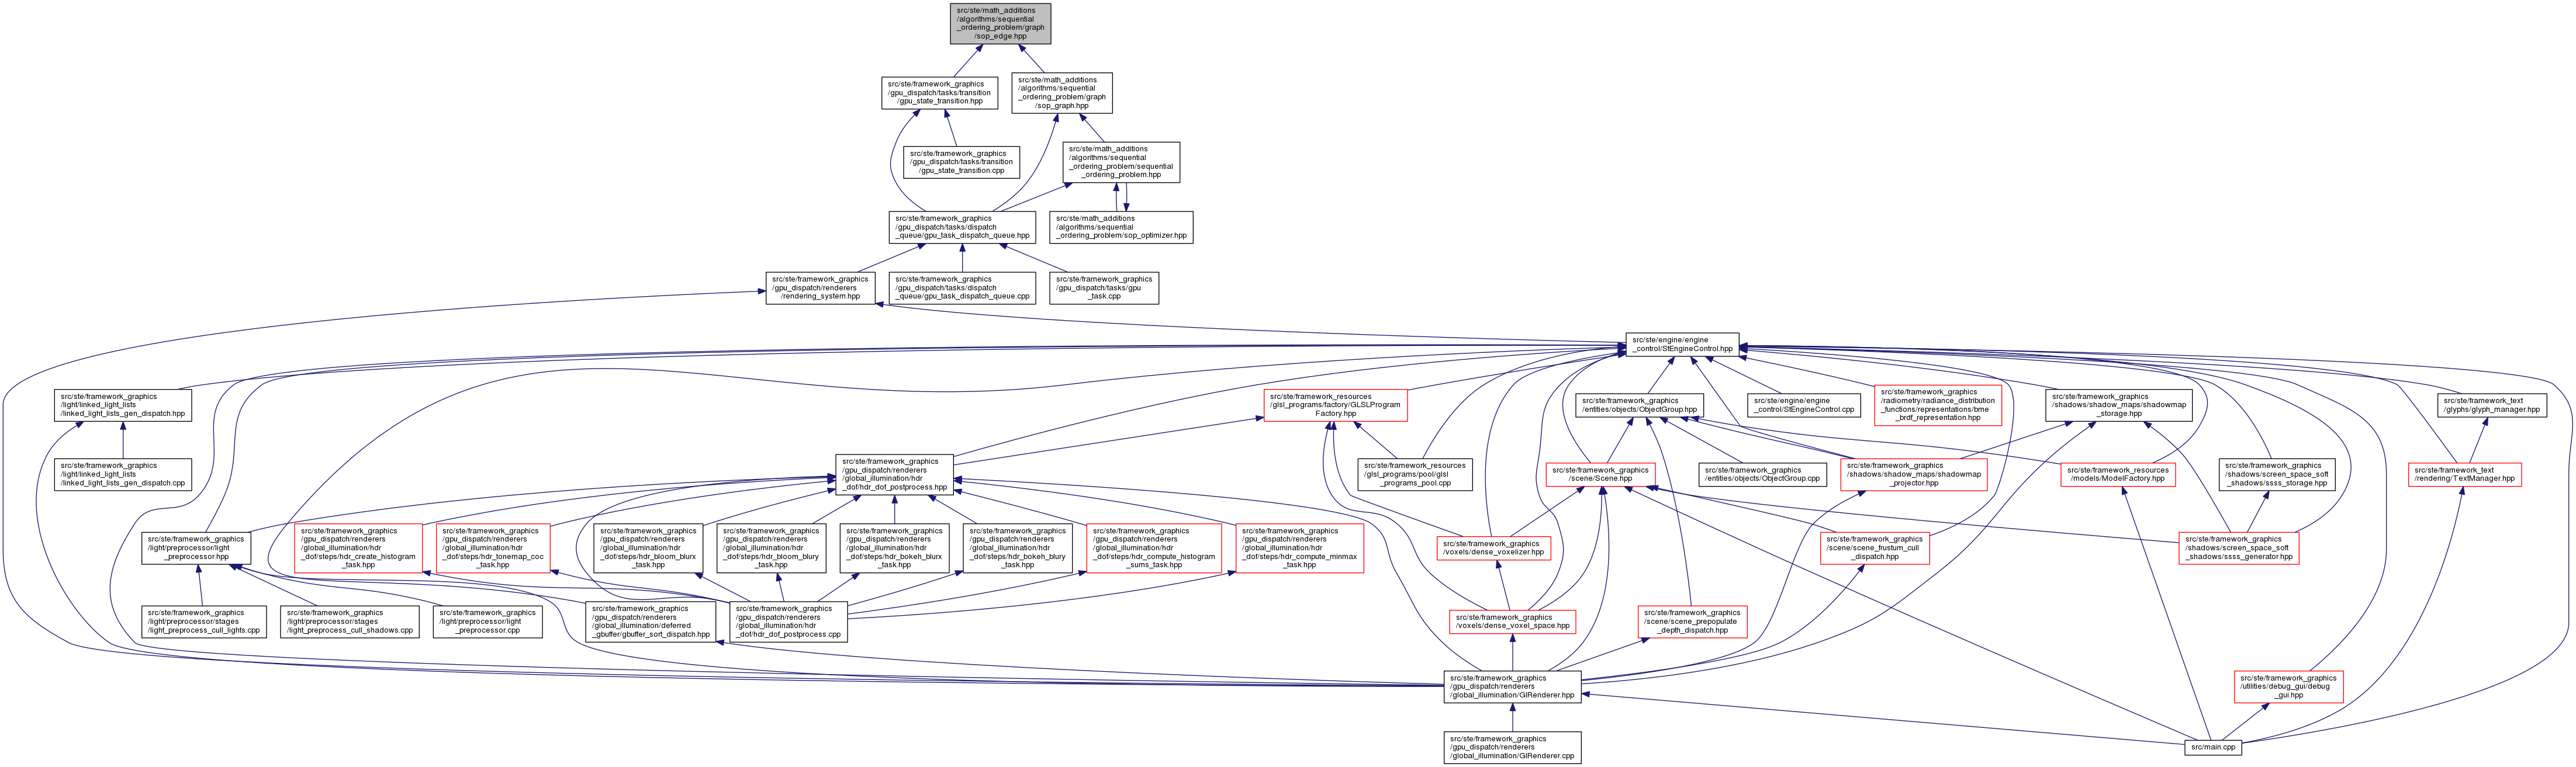 src/ste/math_additions
/algorithms/sequential
_ordering_problem/graph
/sop_edge.hpp
src/ste/framework_graphics
/gpu_dispatch/tasks/transition
/gpu_state_transition.hpp
src/ste/math_additions
/algorithms/sequential
_ordering_problem/graph
/sop_graph.hpp
src/ste/framework_graphics
/gpu_dispatch/tasks/transition
/gpu_state_transition.cpp
src/ste/math_additions
/algorithms/sequential
_ordering_problem/sequential
_ordering_problem.hpp
src/ste/framework_graphics
/gpu_dispatch/tasks/dispatch
_queue/gpu_task_dispatch_queue.hpp
src/ste/math_additions
/algorithms/sequential
_ordering_problem/sop_optimizer.hpp
src/ste/framework_graphics
/gpu_dispatch/renderers
/rendering_system.hpp
src/ste/framework_graphics
/gpu_dispatch/tasks/dispatch
_queue/gpu_task_dispatch_queue.cpp
src/ste/framework_graphics
/gpu_dispatch/tasks/gpu
_task.cpp
src/ste/engine/engine
_control/StEngineControl.hpp
src/ste/framework_graphics
/light/linked_light_lists
/linked_light_lists_gen_dispatch.hpp
src/ste/framework_resources
/glsl_programs/factory/GLSLProgram
Factory.hpp
src/ste/framework_graphics
/entities/objects/ObjectGroup.hpp
src/ste/engine/engine
_control/StEngineControl.cpp
src/ste/framework_graphics
/radiometry/radiance_distribution
_functions/representations/bme
_brdf_representation.hpp
src/ste/framework_graphics
/shadows/shadow_maps/shadowmap
_storage.hpp
src/ste/framework_text
/glyphs/glyph_manager.hpp
src/ste/framework_graphics
/light/linked_light_lists
/linked_light_lists_gen_dispatch.cpp
src/ste/framework_graphics
/gpu_dispatch/renderers
/global_illumination/hdr
_dof/hdr_dof_postprocess.hpp
src/ste/framework_resources
/glsl_programs/pool/glsl
_programs_pool.cpp
src/ste/framework_graphics
/scene/Scene.hpp
src/ste/framework_graphics
/entities/objects/ObjectGroup.cpp
src/ste/framework_graphics
/shadows/shadow_maps/shadowmap
_projector.hpp
src/ste/framework_resources
/models/ModelFactory.hpp
src/ste/framework_graphics
/shadows/screen_space_soft
_shadows/ssss_storage.hpp
src/ste/framework_text
/rendering/TextManager.hpp
src/ste/framework_graphics
/light/preprocessor/light
_preprocessor.hpp
src/ste/framework_graphics
/gpu_dispatch/renderers
/global_illumination/hdr
_dof/steps/hdr_create_histogram
_task.hpp
src/ste/framework_graphics
/gpu_dispatch/renderers
/global_illumination/hdr
_dof/steps/hdr_tonemap_coc
_task.hpp
src/ste/framework_graphics
/gpu_dispatch/renderers
/global_illumination/hdr
_dof/steps/hdr_bloom_blurx
_task.hpp
src/ste/framework_graphics
/gpu_dispatch/renderers
/global_illumination/hdr
_dof/steps/hdr_bloom_blury
_task.hpp
src/ste/framework_graphics
/gpu_dispatch/renderers
/global_illumination/hdr
_dof/steps/hdr_bokeh_blurx
_task.hpp
src/ste/framework_graphics
/gpu_dispatch/renderers
/global_illumination/hdr
_dof/steps/hdr_bokeh_blury
_task.hpp
src/ste/framework_graphics
/gpu_dispatch/renderers
/global_illumination/hdr
_dof/steps/hdr_compute_histogram
_sums_task.hpp
src/ste/framework_graphics
/gpu_dispatch/renderers
/global_illumination/hdr
_dof/steps/hdr_compute_minmax
_task.hpp
src/ste/framework_graphics
/voxels/dense_voxelizer.hpp
src/ste/framework_graphics
/scene/scene_frustum_cull
_dispatch.hpp
src/ste/framework_graphics
/shadows/screen_space_soft
_shadows/ssss_generator.hpp
src/ste/framework_graphics
/light/preprocessor/stages
/light_preprocess_cull_lights.cpp
src/ste/framework_graphics
/light/preprocessor/stages
/light_preprocess_cull_shadows.cpp
src/ste/framework_graphics
/light/preprocessor/light
_preprocessor.cpp
src/ste/framework_graphics
/gpu_dispatch/renderers
/global_illumination/deferred
_gbuffer/gbuffer_sort_dispatch.hpp
src/ste/framework_graphics
/gpu_dispatch/renderers
/global_illumination/hdr
_dof/hdr_dof_postprocess.cpp
src/ste/framework_graphics
/voxels/dense_voxel_space.hpp
src/ste/framework_graphics
/scene/scene_prepopulate
_depth_dispatch.hpp
src/ste/framework_graphics
/gpu_dispatch/renderers
/global_illumination/GIRenderer.hpp
src/ste/framework_graphics
/utilities/debug_gui/debug
_gui.hpp
src/ste/framework_graphics
/gpu_dispatch/renderers
/global_illumination/GIRenderer.cpp
src/main.cpp